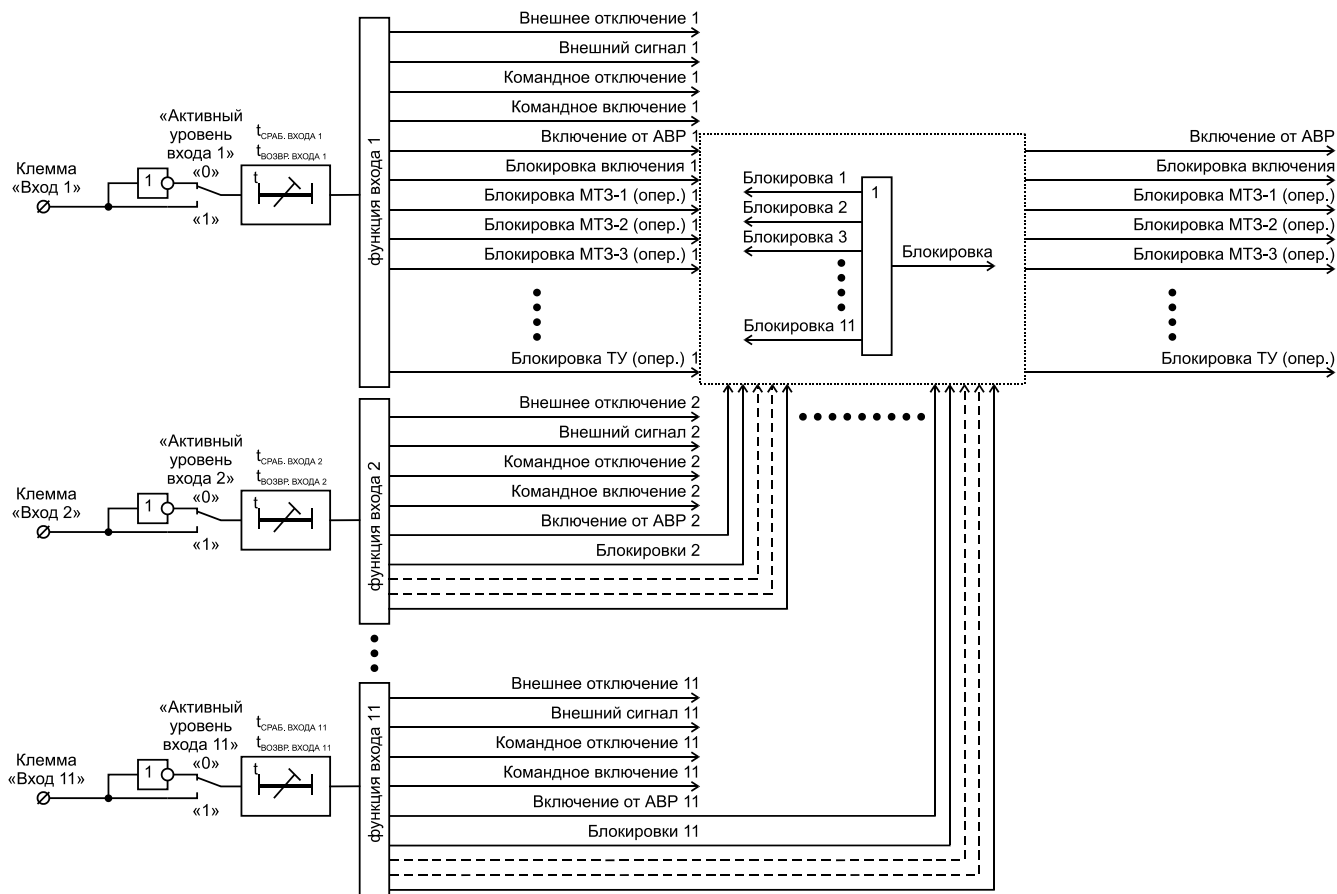 Внешнее отключение 1
Внешний сигнал 1
Командное отключение 1
Командное включение 1
Включение от АВР 1
Блокировка включения 1
Блокировка МТЗ-1 (опер.) 1
Блокировка МТЗ-2 (опер.) 1
Блокировка МТЗ-3 (опер.) 1
Блокировка ТУ (опер.) 1
«Активный
уровень
входа 1»
«0»
«1»
tСРАБ. ВХОДА 1
tВОЗВР. ВХОДА 1
t
Клемма
«Вход 1»
1
функция входа 1
Блокировка 1
Блокировка 2
Блокировка 3
Блокировка 11
1
Блокировка
Включение от АВР
Блокировка включения
Блокировка МТЗ-1 (опер.)
Блокировка МТЗ-2 (опер.)
Блокировка МТЗ-3 (опер.)
Блокировка ТУ (опер.)
Внешнее отключение 2
Внешний сигнал 2
Командное отключение 2
Командное включение 2
Включение от АВР 2
Блокировки 2
«Активный
уровень
входа 2»
«0»
«1»
tСРАБ. ВХОДА 2
tВОЗВР. ВХОДА 2
t
Клемма
«Вход 2»
1
функция входа 2
Внешнее отключение 11
Внешний сигнал 11
Командное отключение 11
Командное включение 11
Включение от АВР 11
Блокировки 11
«Активный
уровень
входа 11»
«0»
«1»
tСРАБ. ВХОДА 11
tВОЗВР. ВХОДА 11
t
Клемма
«Вход 11»
1
функция входа 11